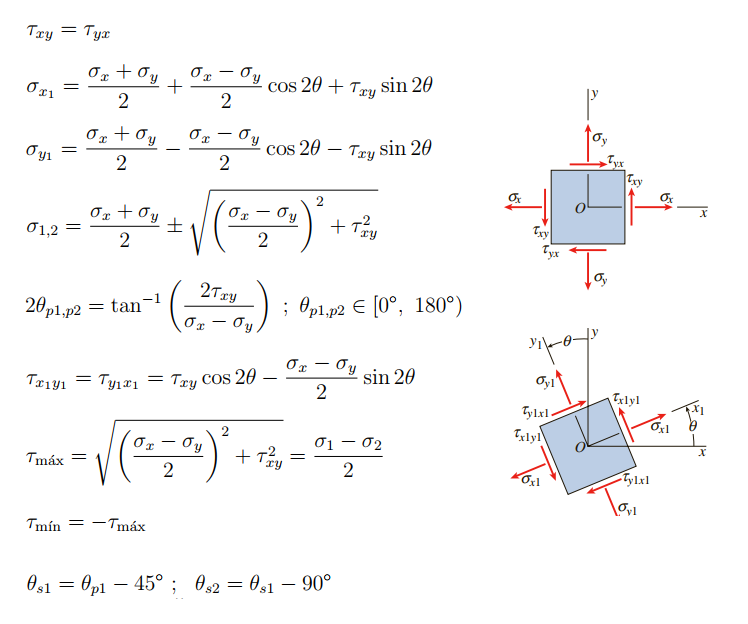 τxy = τyx
σx₁ = (σx + σy)/2 + (σx − σy)/2 cos 2θ + τxy sin 2θ
σy₁ = (σx + σy)/2 − (σx − σy)/2 cos 2θ − τxy sin 2θ
σ1,2 = (σx + σy)/2 ± √(((σx − σy)/2)² + τ²xy)
2θp1,p2 = tan⁻¹(2τxy/(σx − σy)) ; θp1,p2 ∈ [0°, 180°)
τx₁y₁ = τy₁x₁ = τxy cos 2θ − (σx − σy)/2 sin 2θ
τmáx = √(((σx − σy)/2)² + τ²xy) = (σ1 − σ2)/2
τmín = −τmáx
θs1 = θp1 − 45° ; θs2 = θs1 − 90°
y
σy
τyx
τxy
σx
σx
O
x
τxy
τyx
σy
y
y1
θ
σy1
τy1x1
τx1y1
x1
σx1
θ
τx1y1
O
x
σx1
τy1x1
σy1